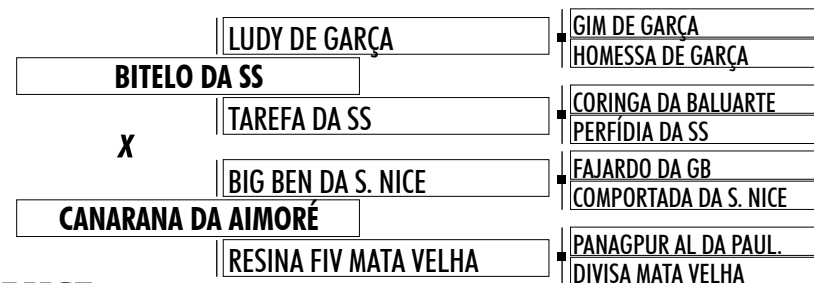 LUDY DE GARÇA
GIM DE GARÇA
HOMESSA DE GARÇA
BITELO DA SS
TAREFA DA SS
CORINGA DA BALUARTE
PERFÍDIA DA SS
X
BIG BEN DA S. NICE
FAJARDO DA GB
COMPORTADA DA S. NICE
CANARANA DA AIMORÉ
RESINA FIV MATA VELHA
PANAGPUR AL DA PAUL.
DIVISA MATA VELHA